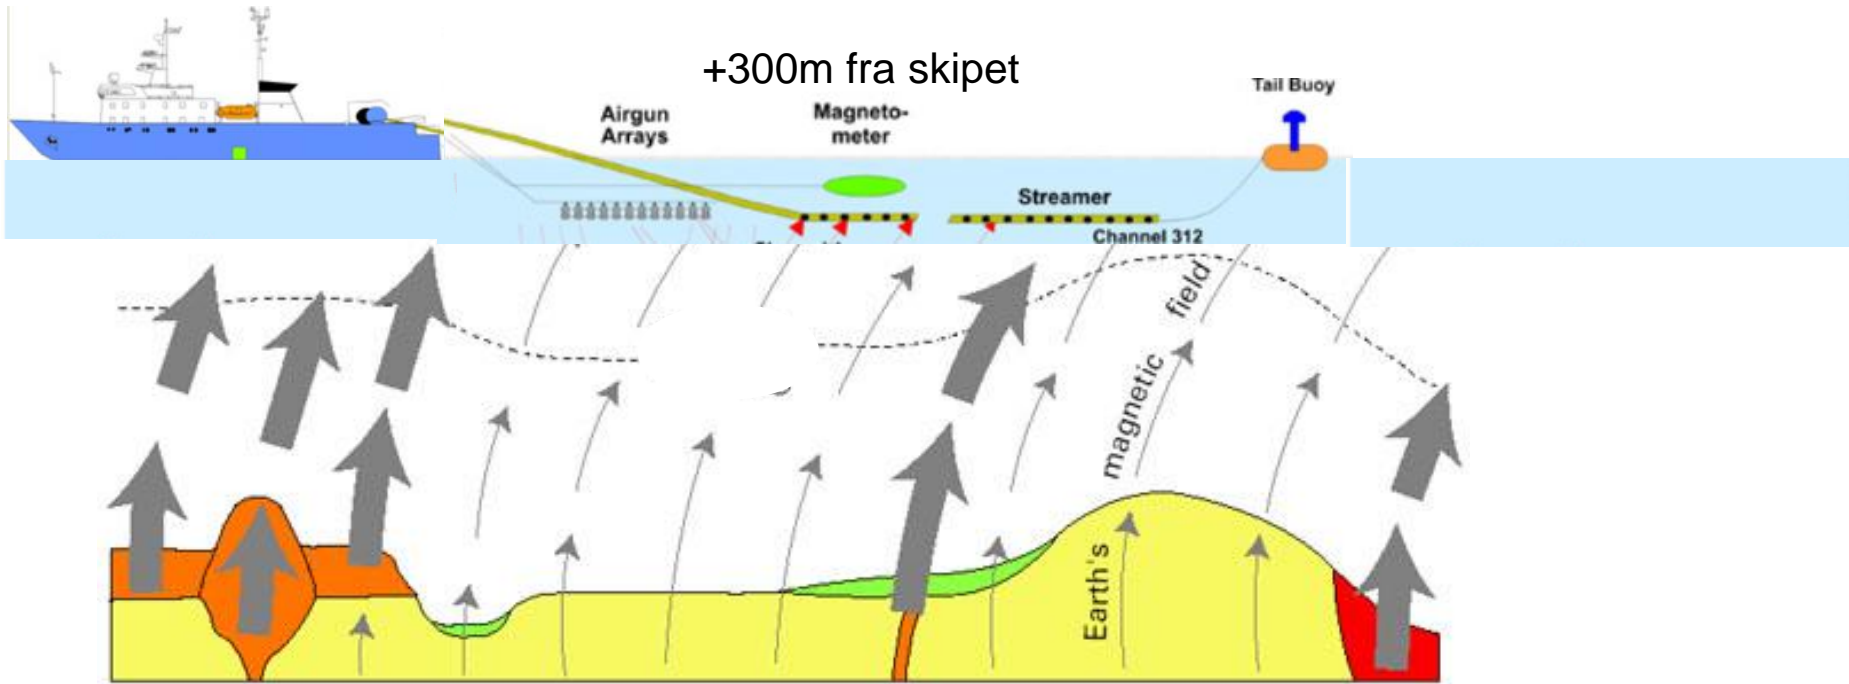 +300m fra skipet
Tail Buoy
Airgun
Arrays
Magneto-
meter
Streamer
Channel 312
Earth's magnetic field